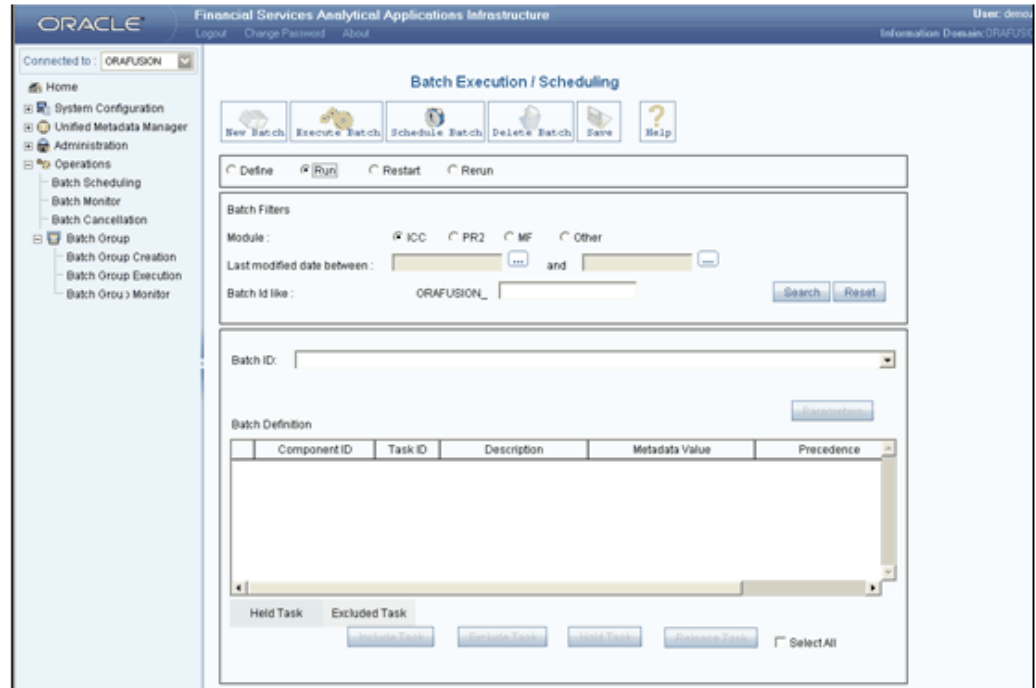 ORACLE
Financial Services Analytical Applications Infrastructure
User: demou
Logout Change Password About
Information Domain:ORAFUSIO
Connected to : ORAFUSION
Home
System Configuration
Unified Metadata Manager
Administration
Operations
Batch Scheduling
Batch Monitor
Batch Cancellation
Batch Group
Batch Group Creation
Batch Group Execution
Batch Group Monitor
Batch Execution / Scheduling
New Batch Execute Batch Schedule Batch Delete Batch Save Help
Define Run Restart Rerun
Batch Filters
Module : ICC PR2 MF Other
Last modified date between : ... and ...
Batch Id like : ORAFUSION_ Search Reset
Batch ID:
Parameters
Batch Definition
Component ID Task ID Description Metadata Value Precedence
Held Task Excluded Task
Include Task Exclude Task Hold Task Release Task Select All